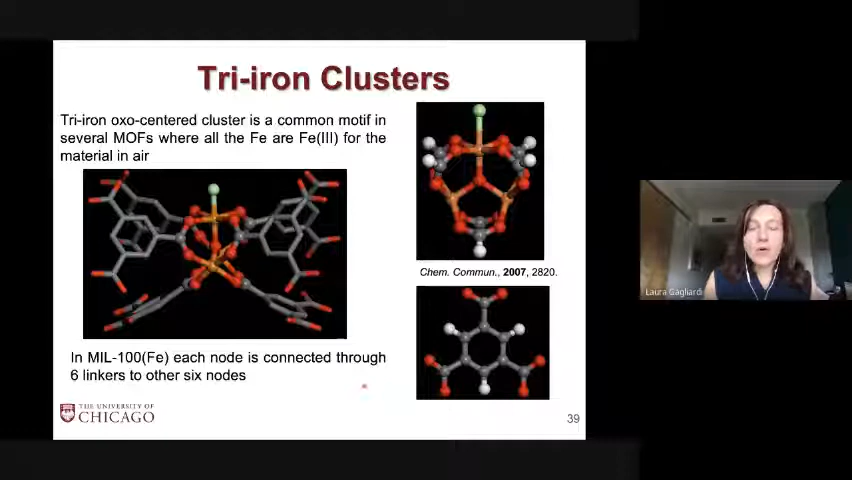 Tri-iron Clusters
Tri-iron oxo-centered cluster is a common motif in
several MOFs where all the Fe are Fe(III) for the
material in air
Chem. Commun., 2007, 2820.
In MIL-100(Fe) each node is connected through
6 linkers to other six nodes
THE UNIVERSITY OF
CHICAGO
39
Laura Gagliardi